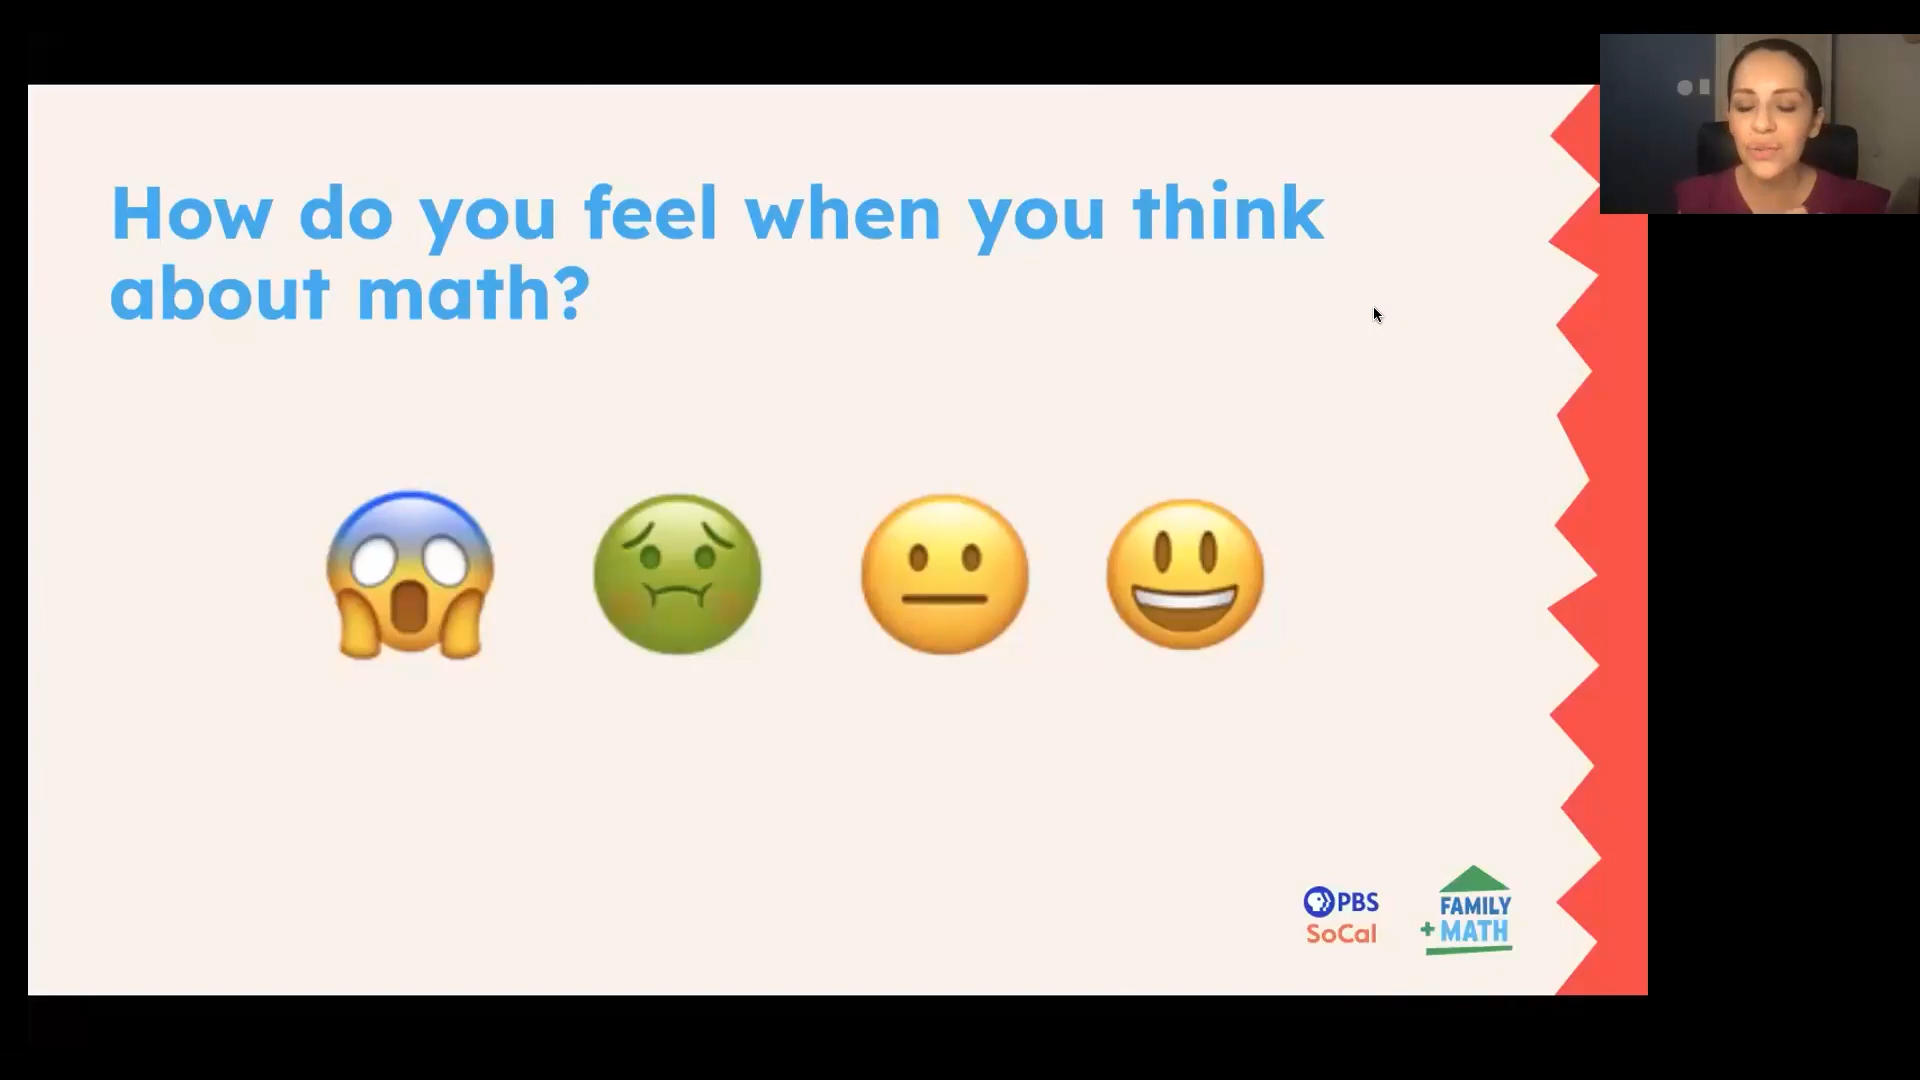 How do you feel when you think
about math?
PBS
SoCal
FAMILY
+ MATH